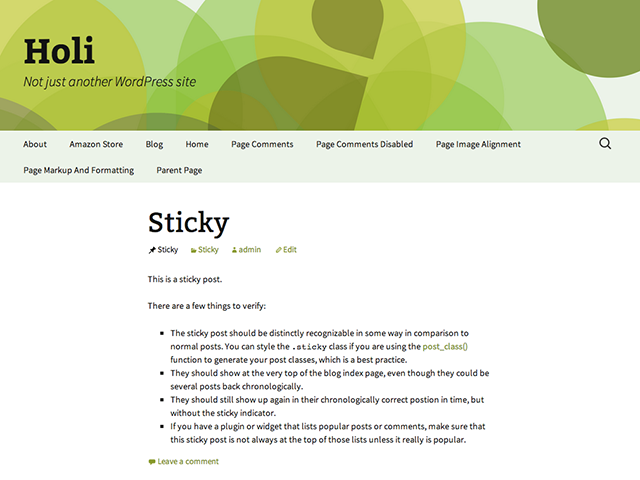 Holi
Not just another WordPress site
About Amazon Store Blog Home Page Comments Page Comments Disabled Page Image Alignment
Page Markup And Formatting Parent Page
Sticky
Sticky Sticky admin Edit
This is a sticky post.
There are a few things to verify:
The sticky post should be distinctly recognizable in some way in comparison to
normal posts. You can style the .sticky class if you are using the post_class()
function to generate your post classes, which is a best practice.
They should show at the very top of the blog index page, even though they could be
several posts back chronologically.
They should still show up again in their chronologically correct postion in time, but
without the sticky indicator.
If you have a plugin or widget that lists popular posts or comments, make sure that
this sticky post is not always at the top of those lists unless it really is popular.
Leave a comment